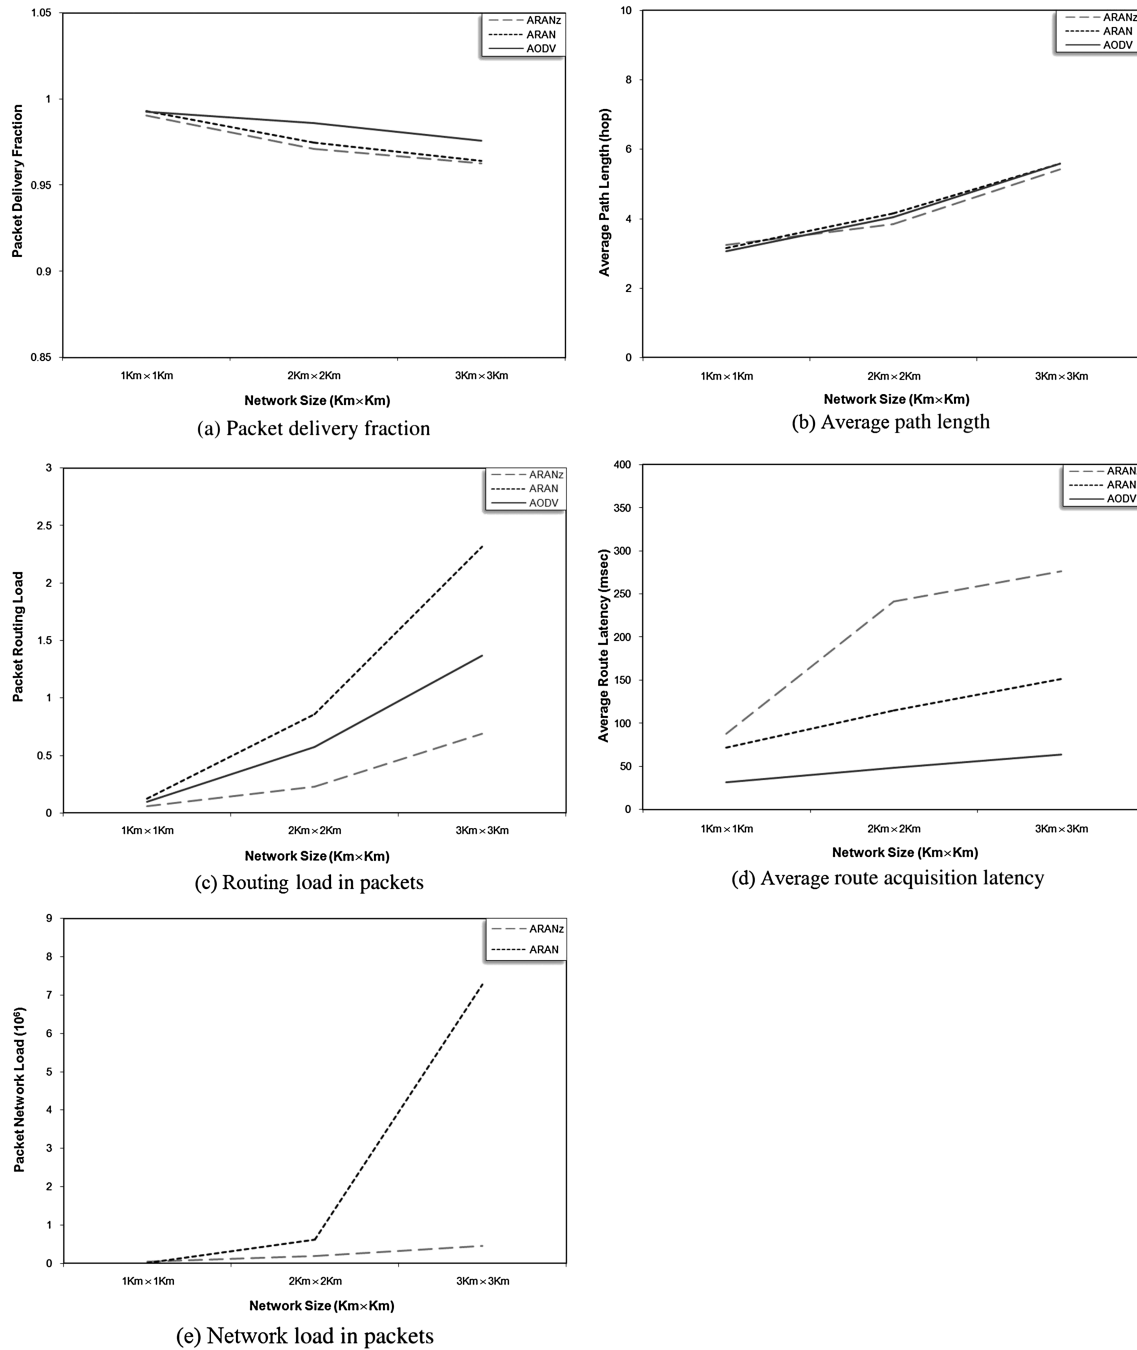 1.05
1
0.95
0.9
0.85
Packet Delivery Fraction
ARANz
ARAN
AODV
1Km×1Km 2Km×2Km 3Km×3Km
Network Size (Km×Km)
(a) Packet delivery fraction
10
8
6
4
2
0
Average Path Length (hop)
ARANz
ARAN
AODV
1Km×1Km 2Km×2Km 3Km×3Km
Network Size (Km×Km)
(b) Average path length
3
2.5
2
1.5
1
0.5
0
Packet Routing Load
ARANz
ARAN
AODV
1Km×1Km 2Km×2Km 3Km×3Km
Network Size (Km×Km)
(c) Routing load in packets
400
350
300
250
200
150
100
50
0
Average Route Latency (msec)
ARAN
ARAN
AODV
1Km×1Km 2Km×2Km 3Km×3Km
Network Size (Km×Km)
(d) Average route acquisition latency
9
8
7
6
5
4
3
2
1
0
Packet Network Load (10⁶)
ARANz
ARAN
1Km×1Km 2Km×2Km 3Km×3Km
Network Size (Km×Km)
(e) Network load in packets